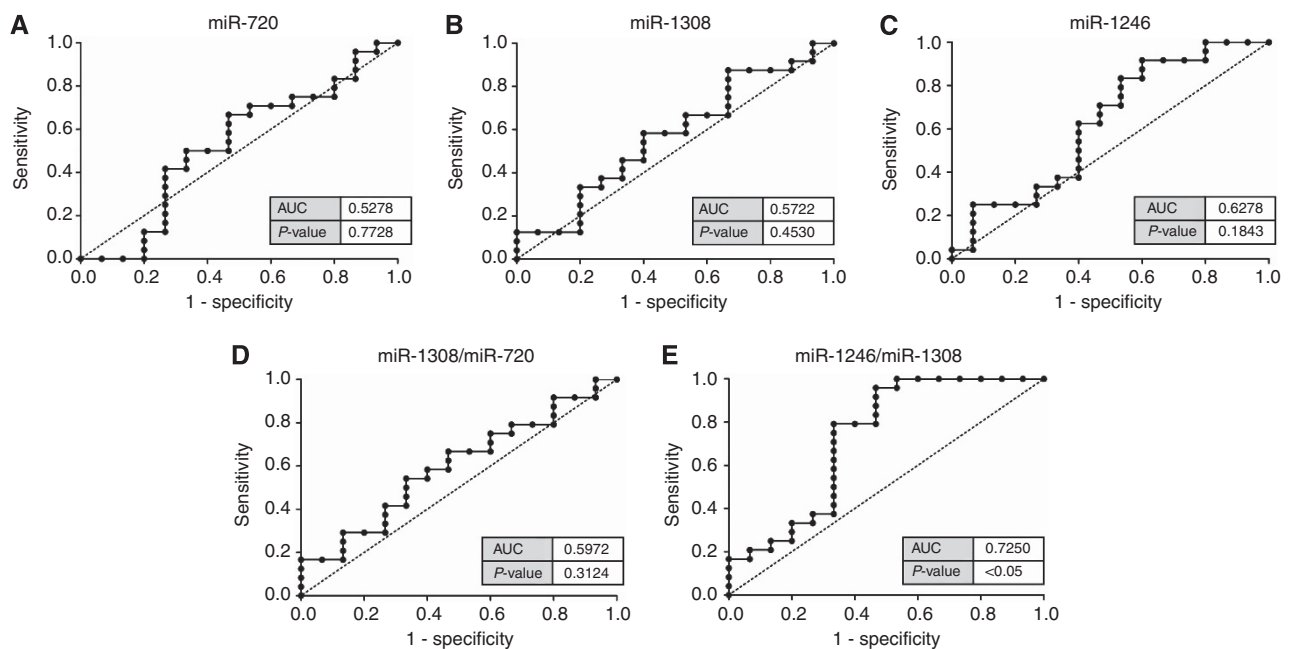 A
miR-720
1.0
0.8
0.6
0.4
0.2
0.0
Sensitivity
AUC 0.5278
P-value 0.7728
0.0 0.2 0.4 0.6 0.8 1.0
1 - specificity
B
miR-1308
1.0
0.8
0.6
0.4
0.2
0.0
Sensitivity
AUC 0.5722
P-value 0.4530
0.0 0.2 0.4 0.6 0.8 1.0
1 - specificity
C
miR-1246
1.0
0.8
0.6
0.4
0.2
0.0
Sensitivity
AUC 0.6278
P-value 0.1843
0.0 0.2 0.4 0.6 0.8 1.0
1 - specificity
D
miR-1308/miR-720
1.0
0.8
0.6
0.4
0.2
0.0
Sensitivity
AUC 0.5972
P-value 0.3124
0.0 0.2 0.4 0.6 0.8 1.0
1 - specificity
E
miR-1246/miR-1308
1.0
0.8
0.6
0.4
0.2
0.0
Sensitivity
AUC 0.7250
P-value <0.05
0.0 0.2 0.4 0.6 0.8 1.0
1 - specificity